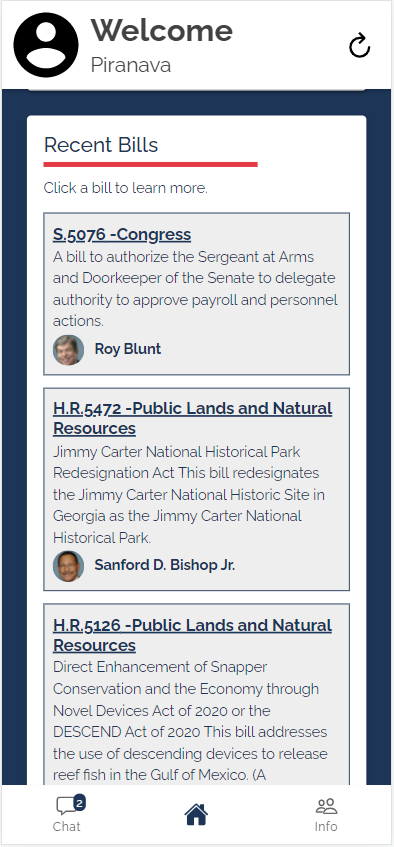 Welcome
Piranava
Recent Bills
Click a bill to learn more.
S.5076 -Congress
A bill to authorize the Sergeant at Arms
and Doorkeeper of the Senate to delegate
authority to approve payroll and personnel
actions.
Roy Blunt
H.R.5472 -Public Lands and Natural
Resources
Jimmy Carter National Historical Park
Redesignation Act This bill redesignates
the Jimmy Carter National Historic Site in
Georgia as the Jimmy Carter National
Historical Park.
Sanford D. Bishop Jr.
H.R.5126 -Public Lands and Natural
Resources
Direct Enhancement of Snapper
Conservation and the Economy through
Novel Devices Act of 2020 or the
DESCEND Act of 2020 This bill addresses
the use of descending devices to release
reef fish in the Gulf of Mexico. (A
2
Chat
Info